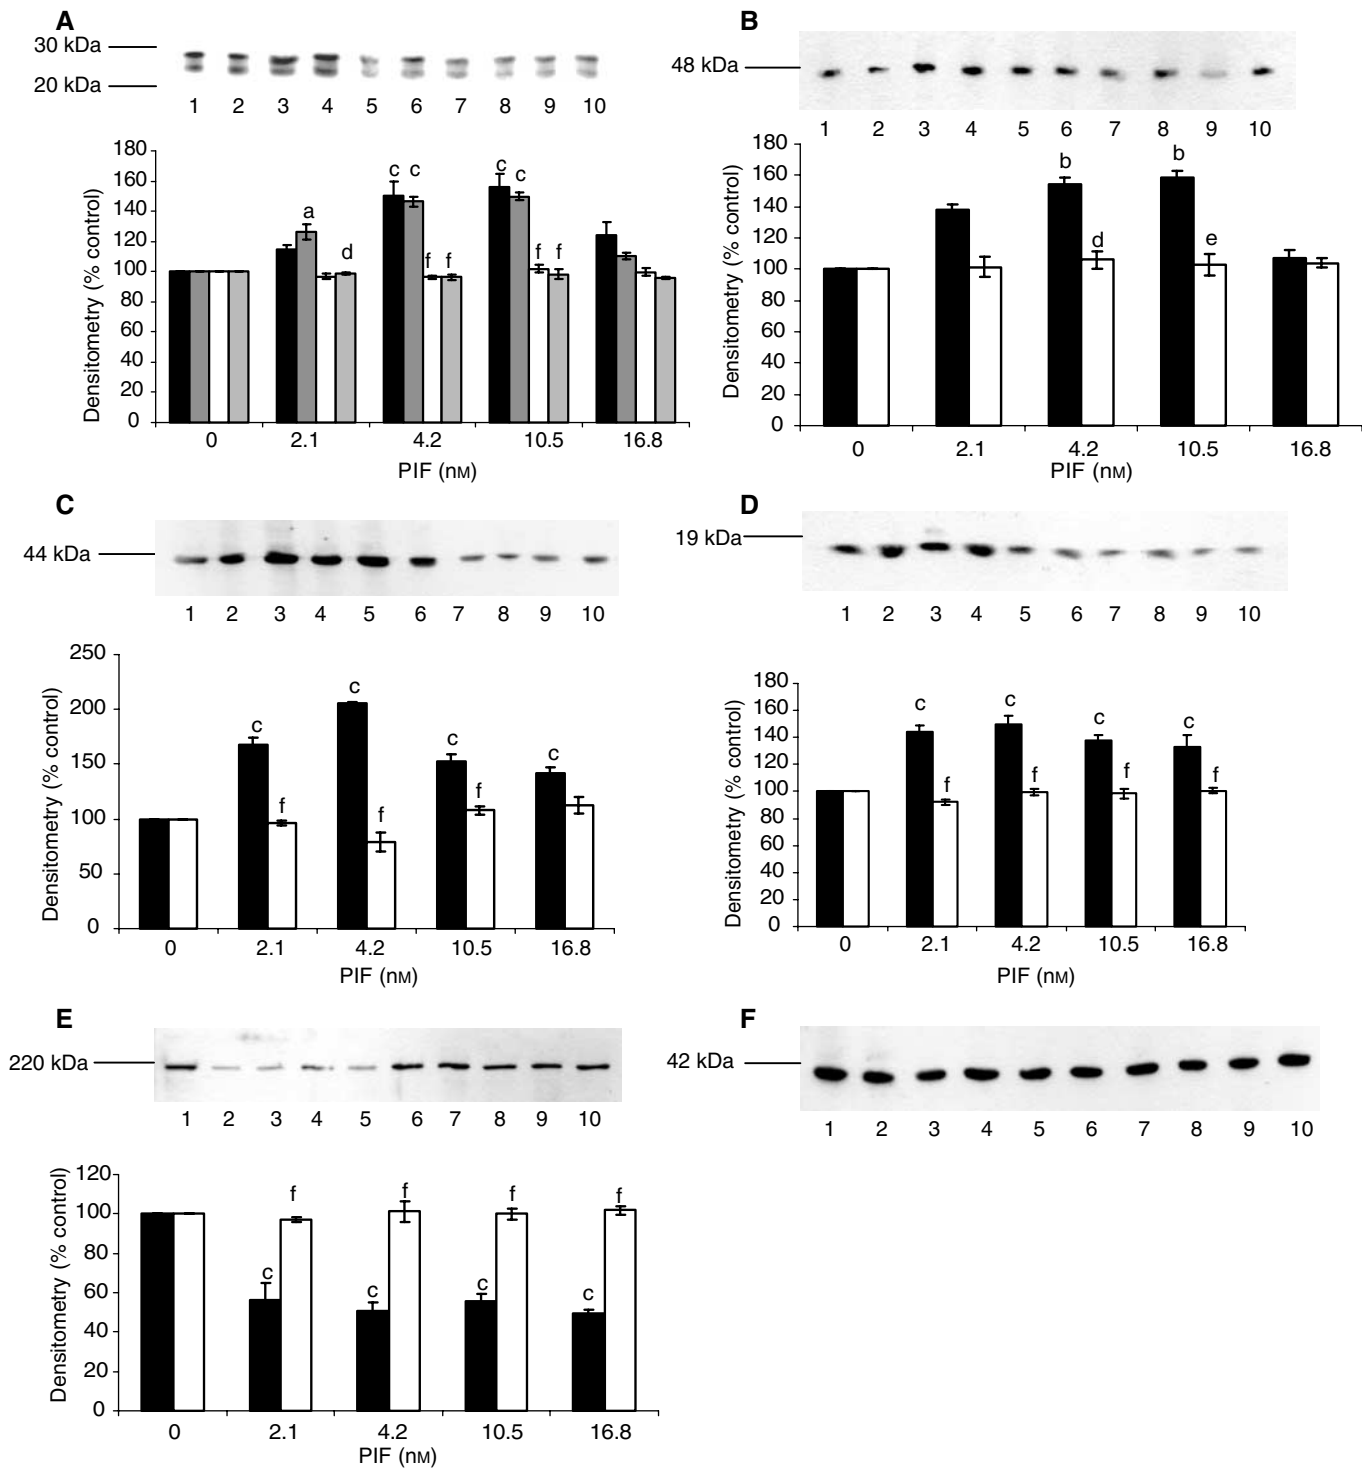 A
30 kDa
20 kDa
1 2 3 4 5 6 7 8 9 10
Densitometry (% control)
180
160
140
120
100
80
60
40
20
0
a
d
c c
f f
c c
f f
0 2.1 4.2 10.5 16.8
PIF (nM)
B
48 kDa
1 2 3 4 5 6 7 8 9 10
Densitometry (% control)
180
160
140
120
100
80
60
40
20
0
b
d
b
e
0 2.1 4.2 10.5 16.8
PIF (nM)
C
44 kDa
1 2 3 4 5 6 7 8 9 10
Densitometry (% control)
250
200
150
100
50
0
c
f
c
f
c
f
c
0 2.1 4.2 10.5 16.8
PIF (nM)
D
19 kDa
1 2 3 4 5 6 7 8 9 10
Densitometry (% control)
180
160
140
120
100
80
60
40
20
0
c
f
c
f
c
f
c
f
0 2.1 4.2 10.5 16.8
PIF (nM)
E
220 kDa
1 2 3 4 5 6 7 8 9 10
Densitometry (% control)
120
100
80
60
40
20
0
c
f
c
f
c
f
c
f
0 2.1 4.2 10.5 16.8
PIF (nM)
F
42 kDa
1 2 3 4 5 6 7 8 9 10